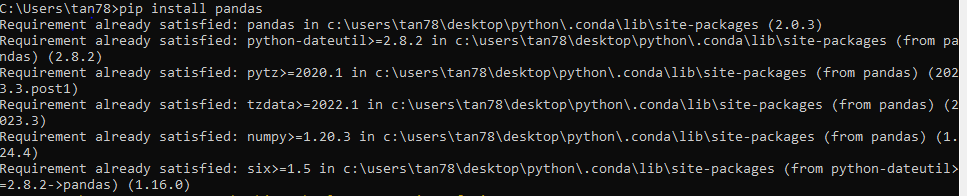 C:\Users\tan78>pip install pandas
Requirement already satisfied: pandas in c:\users\tan78\desktop\python\.conda\lib\site-packages (2.0.3)
Requirement already satisfied: python-dateutil>=2.8.2 in c:\users\tan78\desktop\python\.conda\lib\site-packages (from pa
ndas) (2.8.2)
Requirement already satisfied: pytz>=2020.1 in c:\users\tan78\desktop\python\.conda\lib\site-packages (from pandas) (202
3.3.post1)
Requirement already satisfied: tzdata>=2022.1 in c:\users\tan78\desktop\python\.conda\lib\site-packages (from pandas) (2
023.3)
Requirement already satisfied: numpy>=1.20.3 in c:\users\tan78\desktop\python\.conda\lib\site-packages (from pandas) (1.
24.4)
Requirement already satisfied: six>=1.5 in c:\users\tan78\desktop\python\.conda\lib\site-packages (from python-dateutil>
=2.8.2->pandas) (1.16.0)